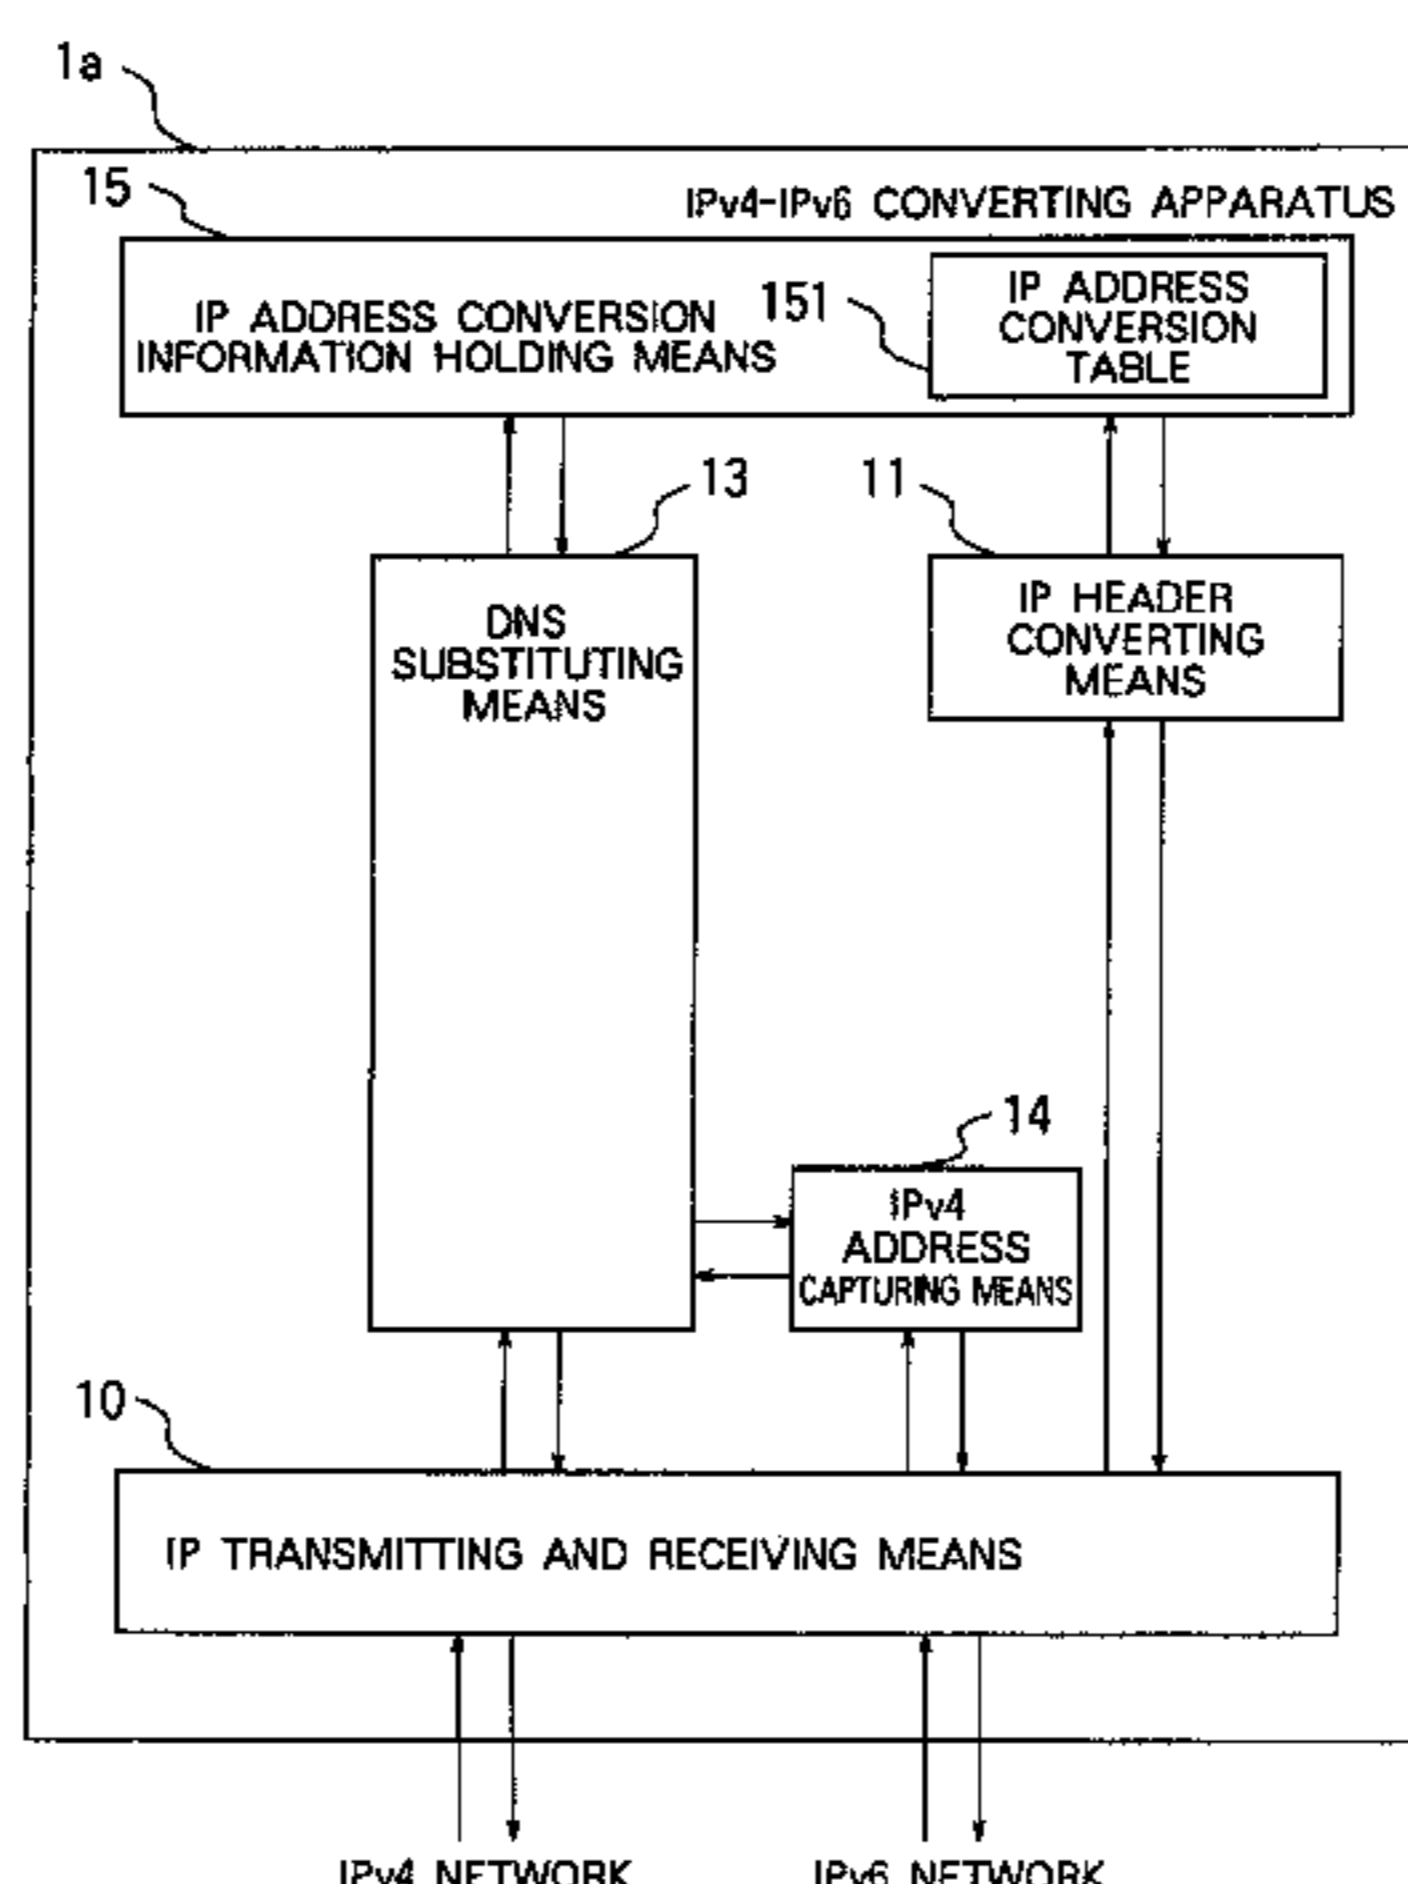 1a
15
IPv4-IPv6 CONVERTING APPARATUS
IP ADDRESS CONVERSION
INFORMATION HOLDING MEANS
151
IP ADDRESS
CONVERSION
TABLE
13
11
DNS
SUBSTITUTING
MEANS
IP HEADER
CONVERTING
MEANS
14
IPv4
ADDRESS
CAPTURING MEANS
10
IP TRANSMITTING AND RECEIVING MEANS
IPv4 NETWORK
IPv6 NETWORK